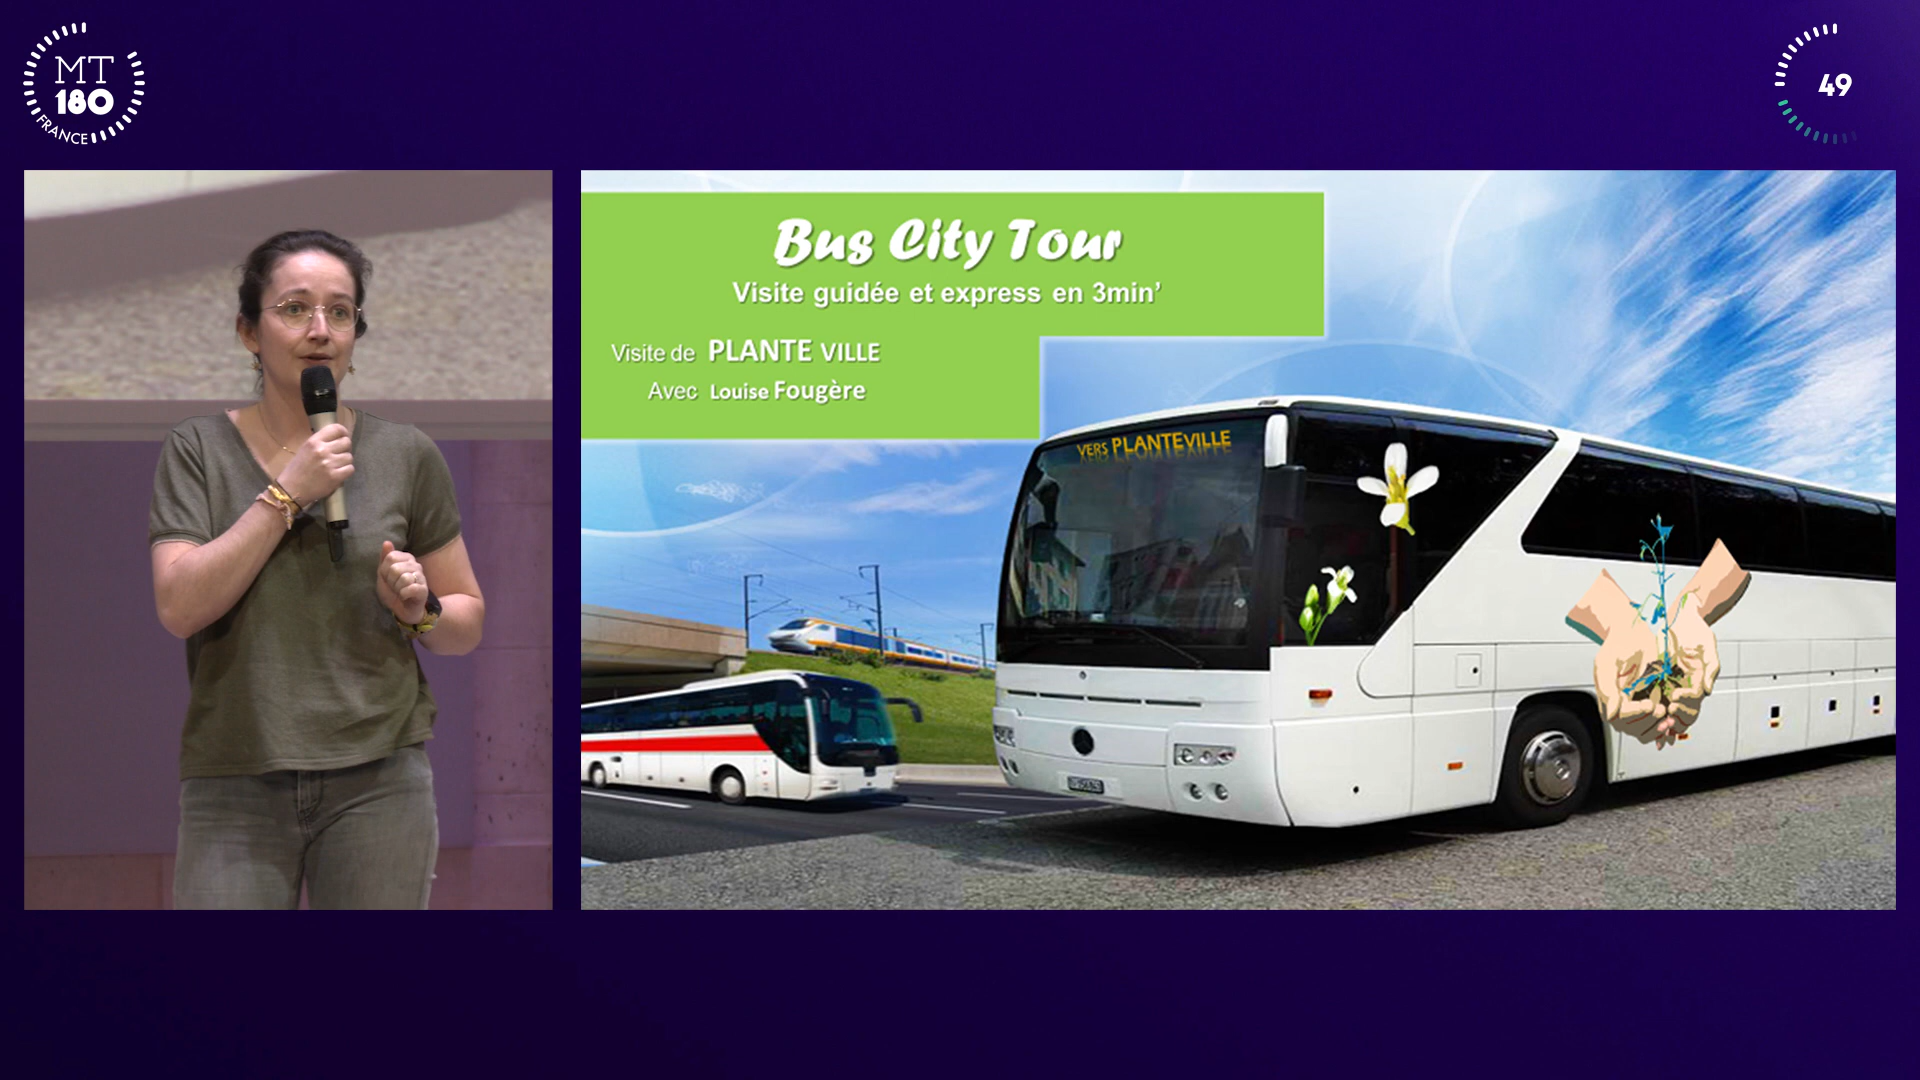 MT
180
FRANCE
49
Bus City Tour
Visite guidée et express en 3min’
Visite de PLANTE VILLE
Avec Louise Fougère
VERS PLANTEVILLE